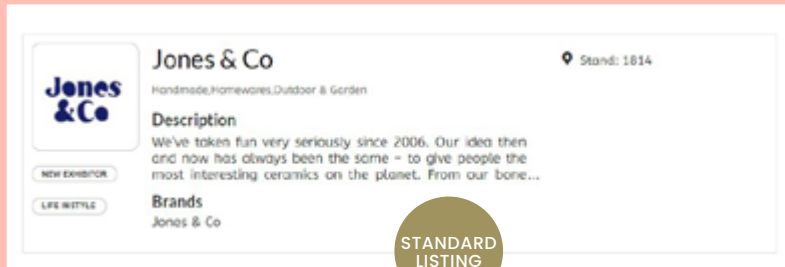 Jones
&Co
Jones & Co
Stand: 1814
Handmade,Homewares,Outdoor & Garden
Description
We've taken fun very seriously since 2006. Our idea then
and now has always been the same – to give people the
most interesting ceramics on the planet. From our bone...
NEW EXHIBITOR
LIFE INSTYLE
Brands
Jones & Co
STANDARD
LISTING